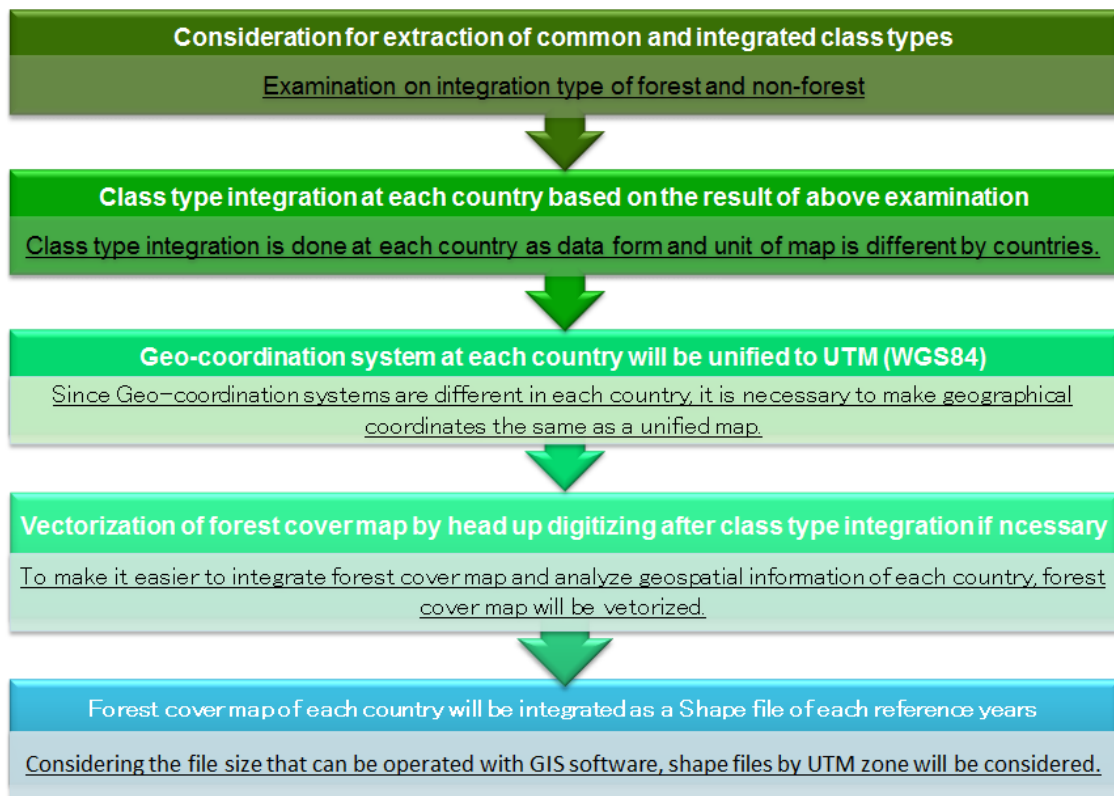 Consideration for extraction of common and integrated class types
Examination on integration type of forest and non-forest
Class type integration at each country based on the result of above examination
Class type integration is done at each country as data form and unit of map is different by countries.
Geo-coordination system at each country will be unified to UTM (WGS84)
Since Geo-coordination systems are different in each country, it is necessary to make geographical
coordinates the same as a unified map.
Vectorization of forest cover map by head up digitizing after class type integration if ncessary
To make it easier to integrate forest cover map and analyze geospatial information of each country, forest
cover map will be vetorized.
Forest cover map of each country will be integrated as a Shape file of each reference years
Considering the file size that can be operated with GIS software, shape files by UTM zone will be considered.